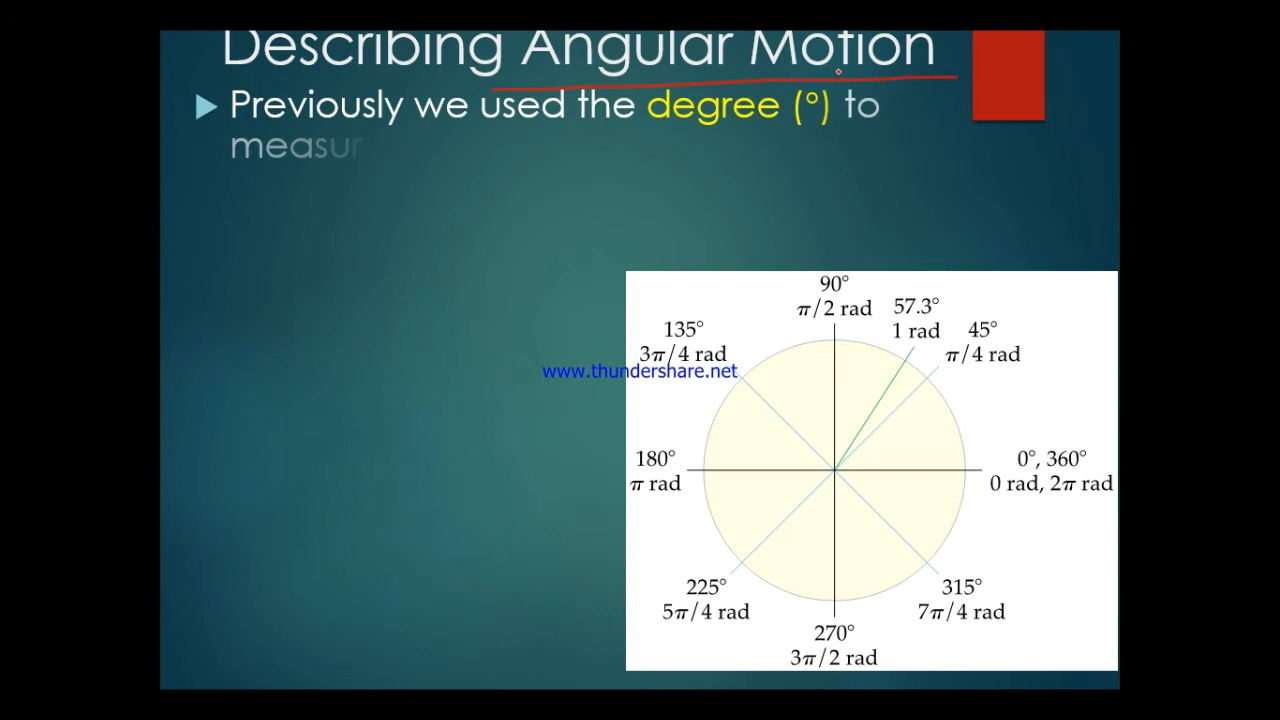 Describing Angular Motion
Previously we used the degree (°) to
measur
90°
π/2 rad
57.3°
1 rad
45°
π/4 rad
135°
3π/4 rad
www.thundershare.net
180°
π rad
0°, 360°
0 rad, 2π rad
225°
5π/4 rad
315°
7π/4 rad
270°
3π/2 rad